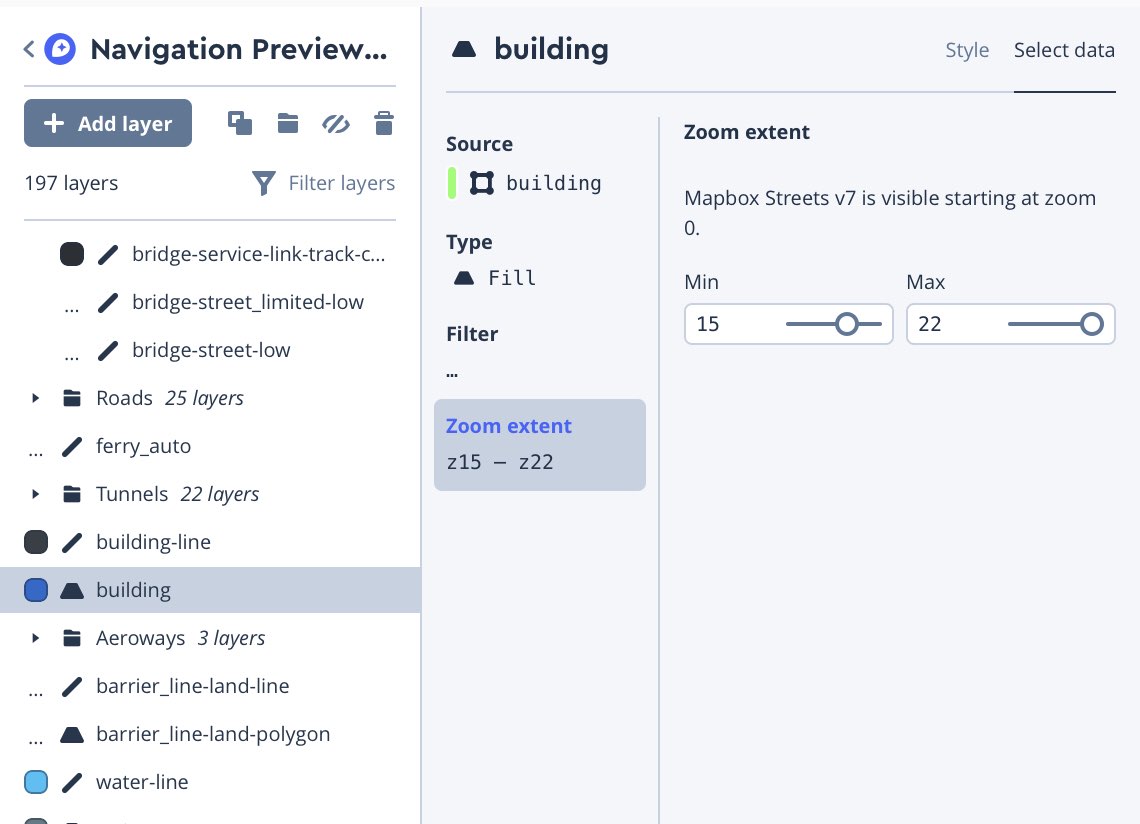 Navigation Preview...
Add layer
197 layers
Filter layers
bridge-service-link-track-c...
... bridge-street_limited-low
... bridge-street-low
Roads 25 layers
... ferry_auto
Tunnels 22 layers
building-line
building
Aeroways 3 layers
... barrier_line-land-line
... barrier_line-land-polygon
water-line
building
Style
Select data
Source
building
Type
Fill
Filter
…
Zoom extent
z15 — z22
Zoom extent
Mapbox Streets v7 is visible starting at zoom
0.
Min
Max
15
22